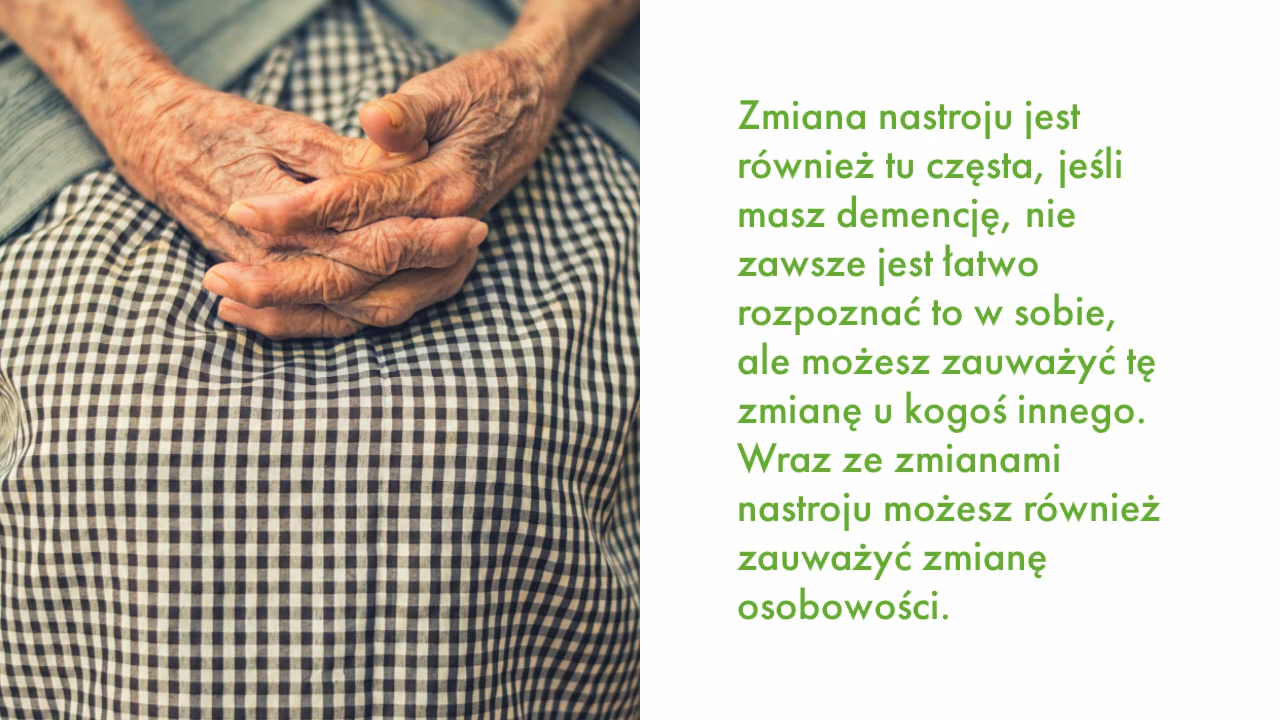 Zmiana nastroju jest
również tu częsta, jeśli
masz demencję, nie
zawsze jest łatwo
rozpoznać to w sobie,
ale możesz zauważyć tę
zmianę u kogoś innego.
Wraz ze zmianami
nastroju możesz również
zauważyć zmianę
osobowości.